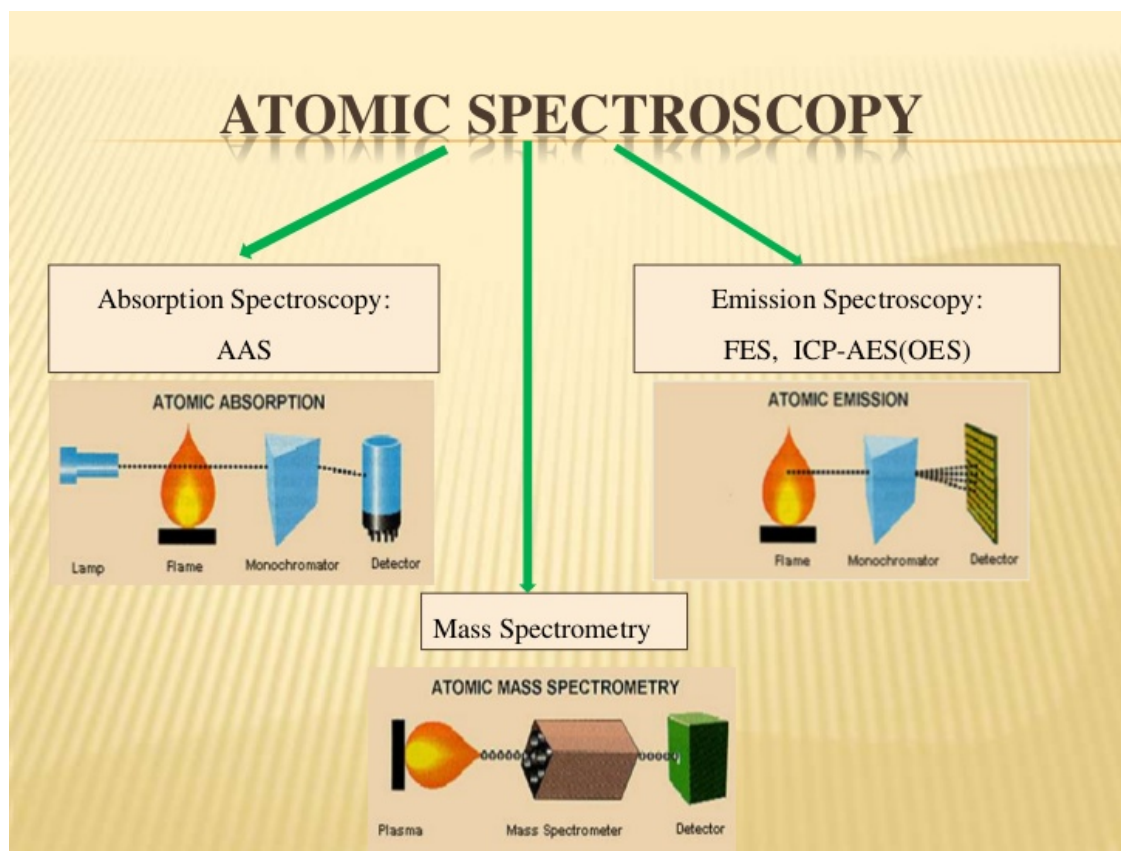 ATOMIC SPECTROSCOPY
Absorption Spectroscopy:
AAS
ATOMIC ABSORPTION
Lamp
Flame
Monochromator
Detector
Emission Spectroscopy:
FES, ICP-AES(OES)
ATOMIC EMISSION
Flame
Monochromator
Detector
Mass Spectrometry
ATOMIC MASS SPECTROMETRY
Plasma
Mass Spectrometer
Detector